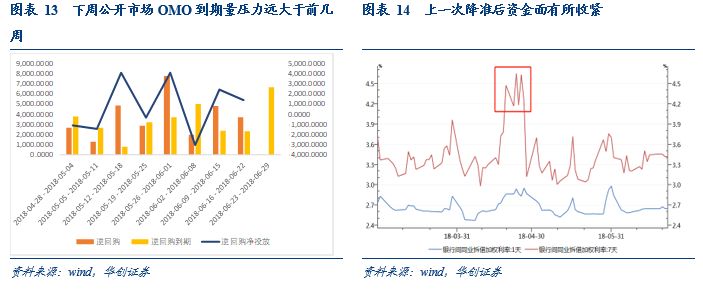 图表 13 下周公开市场 OMO 到期量压力远大于前几
周
9,000.0000
8,000.0000
7,000.0000
6,000.0000
5,000.0000
4,000.0000
3,000.0000
2,000.0000
1,000.0000
0.0000
5,000.0000
4,000.0000
3,000.0000
2,000.0000
1,000.0000
0.0000
1,000.0000
2,000.0000
3,000.0000
4,000.0000
2018-04-28 - 2018-05-04
2018-05-05 - 2018-05-11
2018-05-12 - 2018-05-18
2018-05-19 - 2018-05-25
2018-05-26 - 2018-06-01
2018-06-02 - 2018-06-08
2018-06-09 - 2018-06-15
2018-06-16 - 2018-06-22
2018-06-23 - 2018-06-29
逆回购 逆回购到期 逆回购净投放
资料来源：wind，华创证券
图表 14 上一次降准后资金面有所收紧
4.5
4.2
3.9
3.6
3.3
3.0
2.7
2.4
4.5
4.2
3.9
3.6
3.3
3.0
2.7
2.4
18-03-31 18-04-30 18-05-31
银行间同业拆借加权利率:1天 银行间同业拆借加权利率:7天
资料来源：wind，华创证券